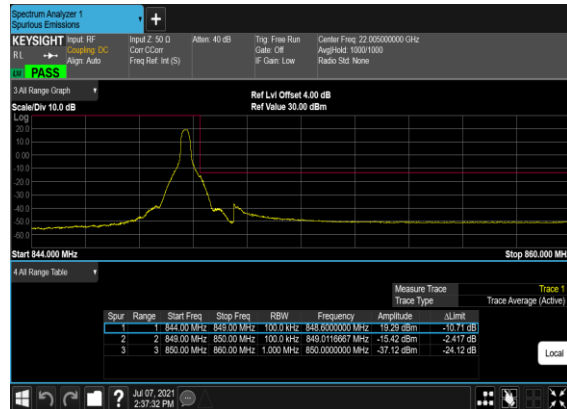 Spectrum Analyzer 1
Spurious Emissions
+
KEYSIGHT Input: RF Input Z: 50 Ω Atten: 40 dB Trig: Free Run Center Freq: 22.005000000 GHz
RL Coupling: DC Corr CCorr Gate: Off Avg|Hold: 1000/1000
Align: Auto Freq Ref: Int (S) IF Gain: Low Radio Std: None
PASS
3 All Range Graph
Ref Lvl Offset 4.00 dB
Scale/Div 10.0 dB Ref Value 30.00 dBm
Log
20.0
10.0
0.00
-10.0
-20.0
-30.0
-40.0
-50.0
-60.0
Start 844.000 MHz Stop 860.000 MH
4 All Range Table
Measure Trace Trace 1
Trace Type Trace Average (Active)
Spur Range Start Freq Stop Freq RBW Frequency Amplitude ΔLimit
1 1 844.00 MHz 849.00 MHz 100.0 kHz 848.6000000 MHz 19.29 dBm -10.71 dB
2 2 849.00 MHz 850.00 MHz 100.0 kHz 849.0116667 MHz -15.42 dBm -2.417 dB
3 3 850.00 MHz 860.00 MHz 1.000 MHz 850.0000000 MHz -37.12 dBm -24.12 dB
Local
? Jul 07, 2021
2:37:32 PM